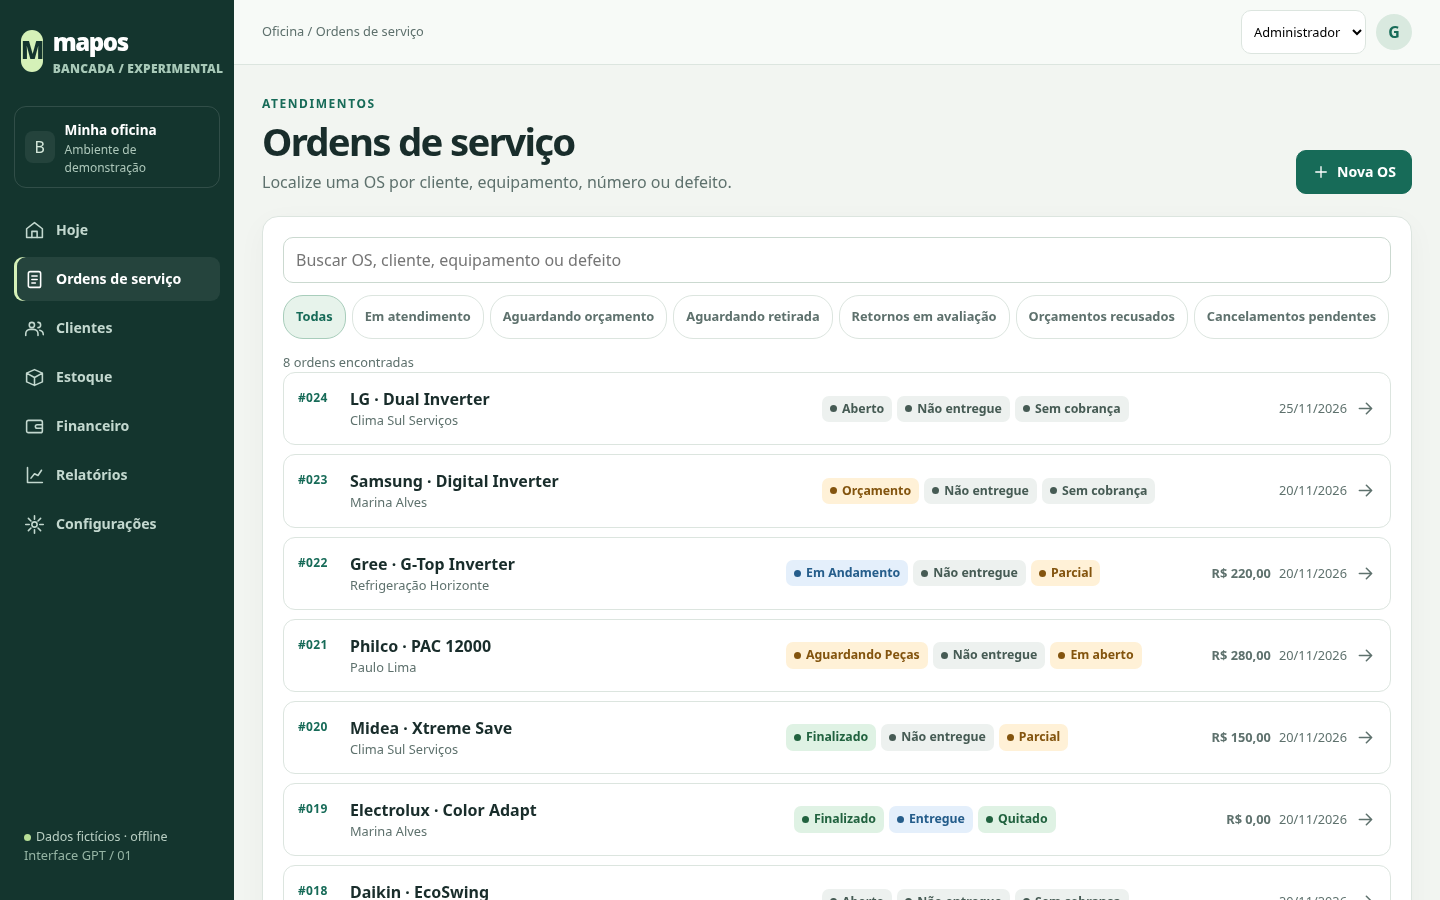 M
mapos
BANCADA / EXPERIMENTAL
B
Minha oficina
Ambiente de
demonstração
Hoje
Ordens de serviço
Clientes
Estoque
Financeiro
Relatórios
Configurações
Dados fictícios · offline
Interface GPT / 01
Oficina / Ordens de serviço
Administrador
G
ATENDIMENTOS
Ordens de serviço
Localize uma OS por cliente, equipamento, número ou defeito.
Nova OS
Buscar OS, cliente, equipamento ou defeito
Todas Em atendimento Aguardando orçamento Aguardando retirada Retornos em avaliação Orçamentos recusados Cancelamentos pendentes
8 ordens encontradas
#024 LG · Dual Inverter Aberto Não entregue Sem cobrança 25/11/2026
Clima Sul Serviços
#023 Samsung · Digital Inverter Orçamento Não entregue Sem cobrança 20/11/2026
Marina Alves
#022 Gree · G-Top Inverter Em Andamento Não entregue Parcial R$ 220,00 20/11/2026
Refrigeração Horizonte
#021 Philco · PAC 12000 Aguardando Peças Não entregue Em aberto R$ 280,00 20/11/2026
Paulo Lima
#020 Midea · Xtreme Save Finalizado Não entregue Parcial R$ 150,00 20/11/2026
Clima Sul Serviços
#019 Electrolux · Color Adapt Finalizado Entregue Quitado R$ 0,00 20/11/2026
Marina Alves
#018 Daikin · EcoSwing Aberto Não entregue Sem cobrança 20/11/2026